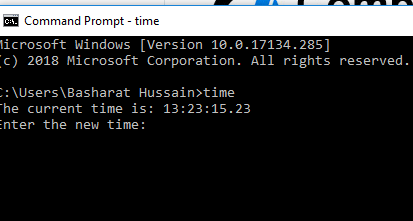 Command Prompt - time
Microsoft Windows [Version 10.0.17134.285]
(c) 2018 Microsoft Corporation. All rights reserved.
C:\Users\Basharat Hussain>time
The current time is: 13:23:15.23
Enter the new time: